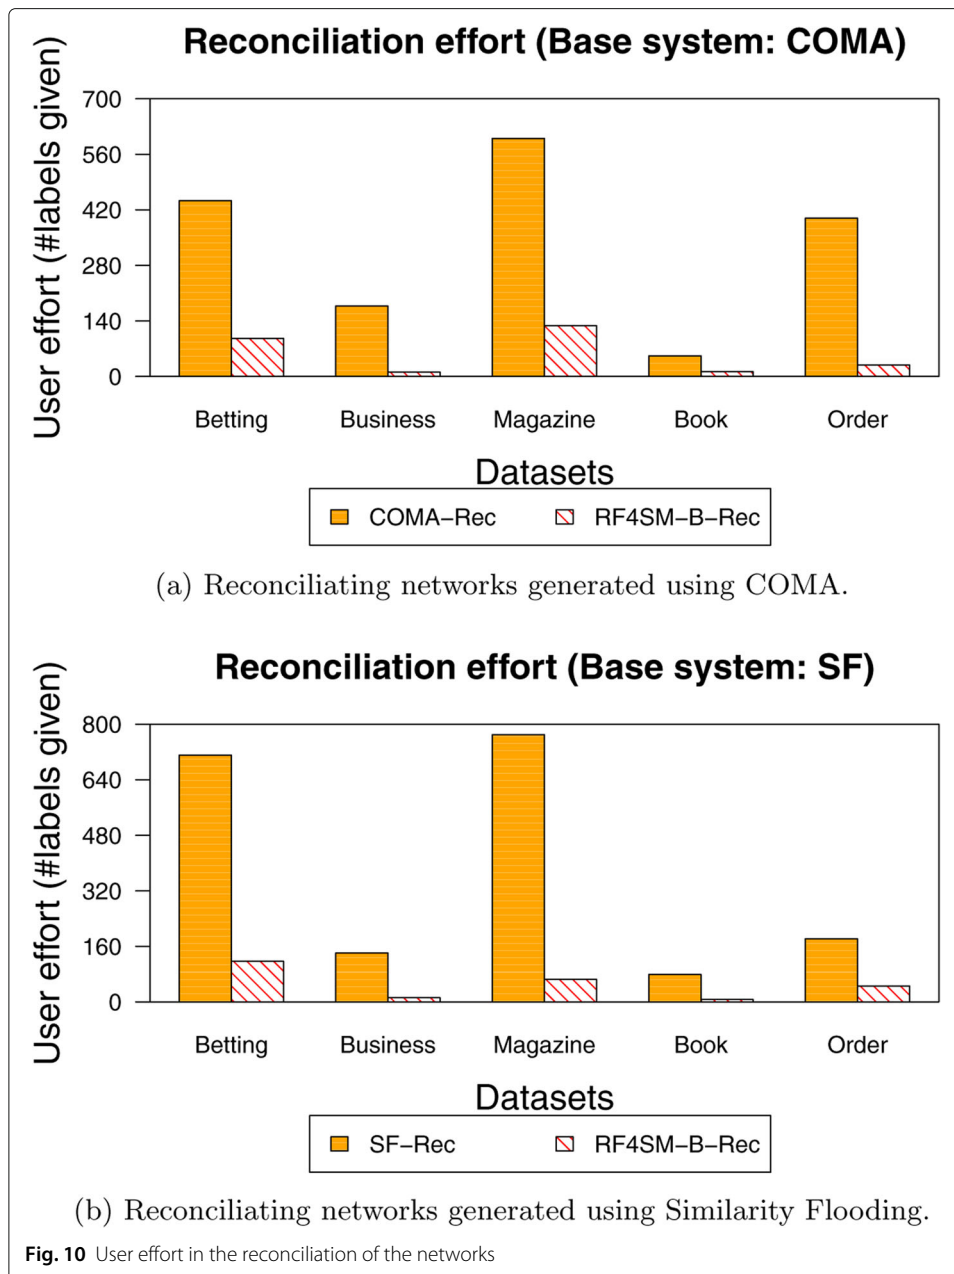 Reconciliation effort (Base system: COMA)
User effort (#labels given)
700
560
420
280
140
0
Betting Business Magazine Book Order
Datasets
COMA−Rec RF4SM−B−Rec
(a) Reconciliating networks generated using COMA.
Reconciliation effort (Base system: SF)
User effort (#labels given)
800
640
480
320
160
0
Betting Business Magazine Book Order
Datasets
SF−Rec RF4SM−B−Rec
(b) Reconciliating networks generated using Similarity Flooding.
Fig. 10 User effort in the reconciliation of the networks